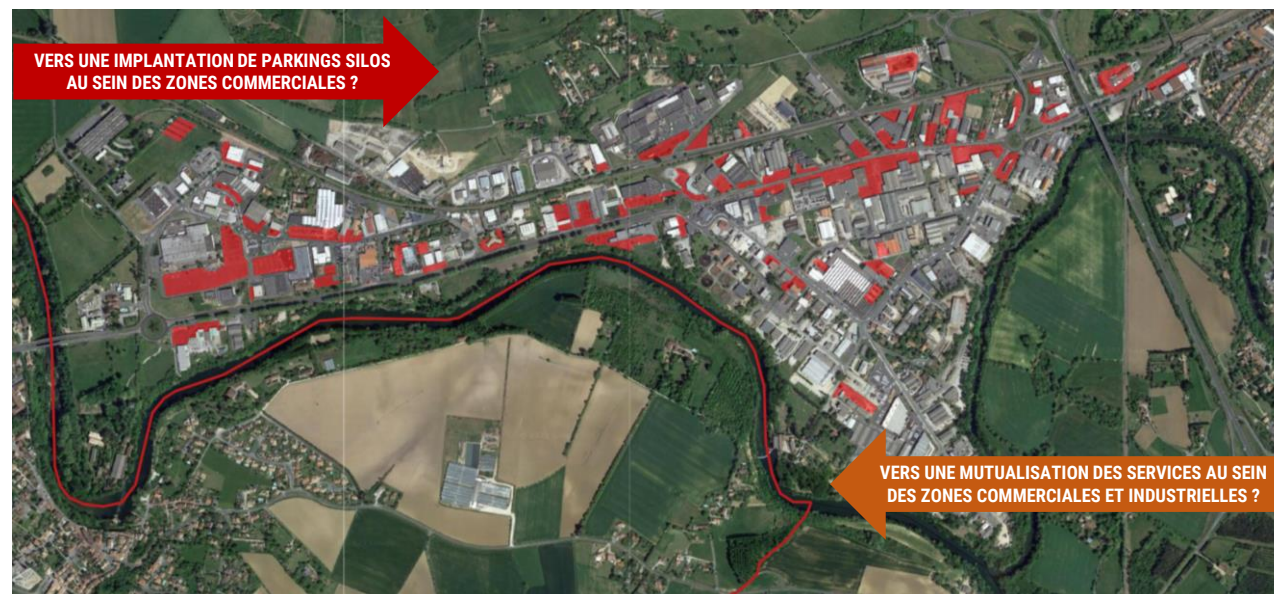 VERS UNE IMPLANTATION DE PARKINGS SILOS
AU SEIN DES ZONES COMMERCIALES ?
VERS UNE MUTUALISATION DES SERVICES AU SEIN
DES ZONES COMMERCIALES ET INDUSTRIELLES ?